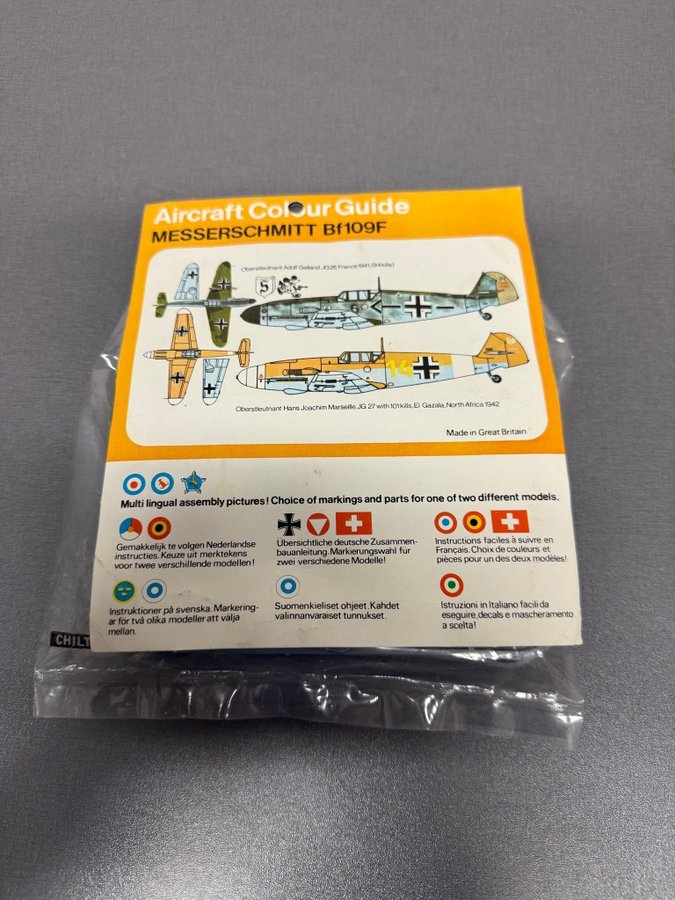 Aircraft Colour Guide
MESSERSCHMITT Bf109F
Oberstleutnant Adolf Galland. JG26 France 1941, (94 kills)
S
14
Oberstleutnant Hans Joachim Marseille. JG 27 with 101 kills, El Gazala, North Africa 1942
Made in Great Britain
Multi lingual assembly pictures! Choice of markings and parts for one of two different models.
Gemakkelijk te volgen Nederlandse
instructies. Keuze uit merktekens
voor twee verschillende modellen!
Übersichtliche deutsche Zusammen-
bauanleitung. Markierungswahl für
zwei verschiedene Modelle!
Instructions faciles à suivre en
Français. Choix de couleurs et
pièces pour un des deux modèles!
Instruktioner på svenska. Markering-
ar för två olika modeller att välja
mellan.
Suomenkieliset ohjeet. Kahdet
valinnanvaraiset tunnukset.
Istruzioni in Italiano facili da
eseguire, decals e mascheramento
a scelta!
CHILT